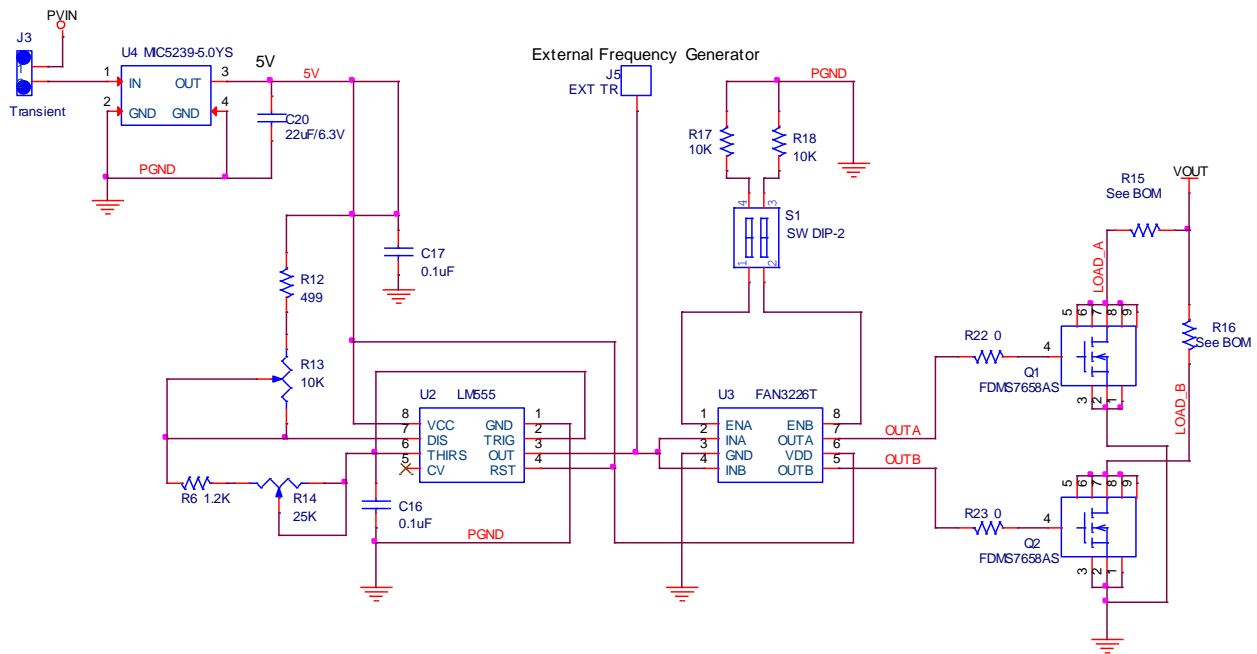 PVIN
J3
1
2
Transient
U4 MIC5239-5.0YS
1
IN
OUT
3
2
GND
GND
4
5V
5V
C20
22uF/6.3V
PGND
External Frequency Generator
J5
EXT TR
PGND
R17
10K
R18
10K
4
3
S1
SW DIP-2
1
2
R15
See BOM
VOUT
LOAD_A
C17
0.1uF
R12
499
R13
10K
R6 1.2K
R14
25K
C16
0.1uF
PGND
U2
LM555
8
VCC
GND
1
7
DIS
TRIG
2
6
THIRS
OUT
3
5
CV
RST
4
U3
FAN3226T
1
ENA
ENB
8
2
INA
OUTA
7
3
GND
VDD
6
4
INB
OUTB
5
OUTA
OUTB
R22 0
R23 0
5
6
7
8
9
4
Q1
FDMS7658AS
3
2
1
R16
See BOM
LOAD_B
5
6
7
8
9
4
Q2
FDMS7658AS
3
2
1